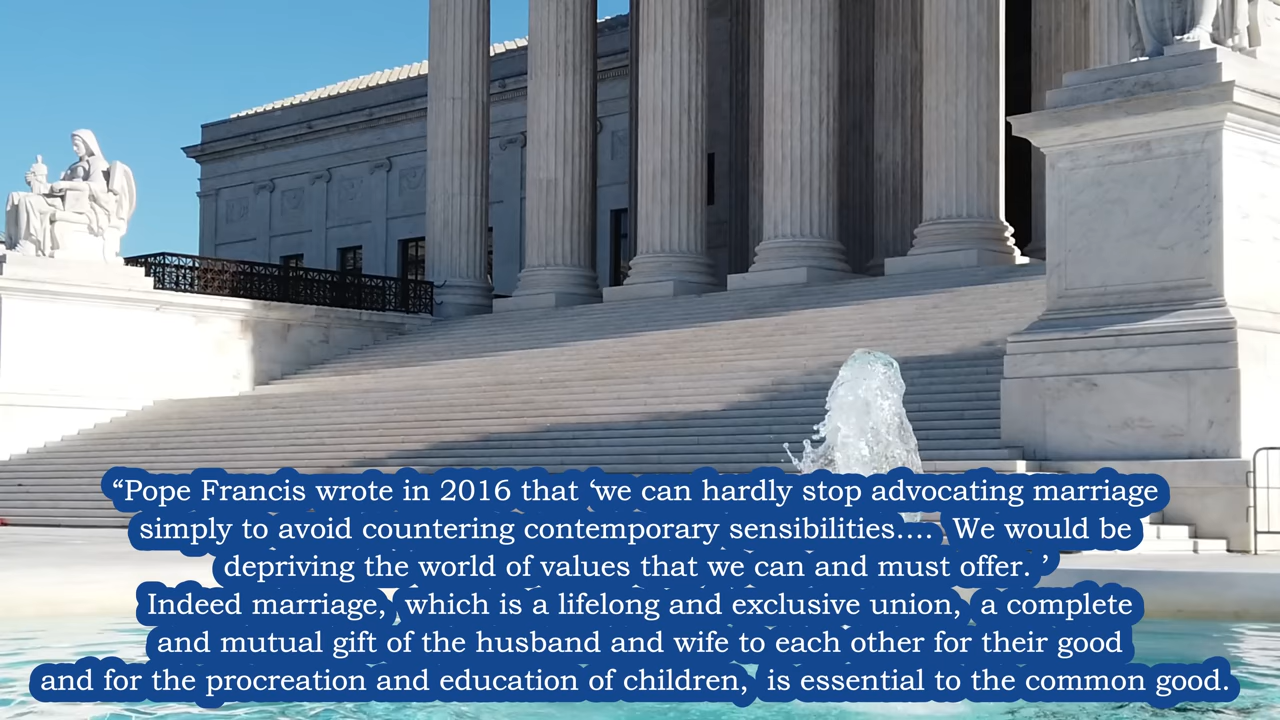 “Pope Francis wrote in 2016 that ‘we can hardly stop advocating marriage
simply to avoid countering contemporary sensibilities…. We would be
depriving the world of values that we can and must offer. ’
Indeed marriage, which is a lifelong and exclusive union, a complete
and mutual gift of the husband and wife to each other for their good
and for the procreation and education of children, is essential to the common good.